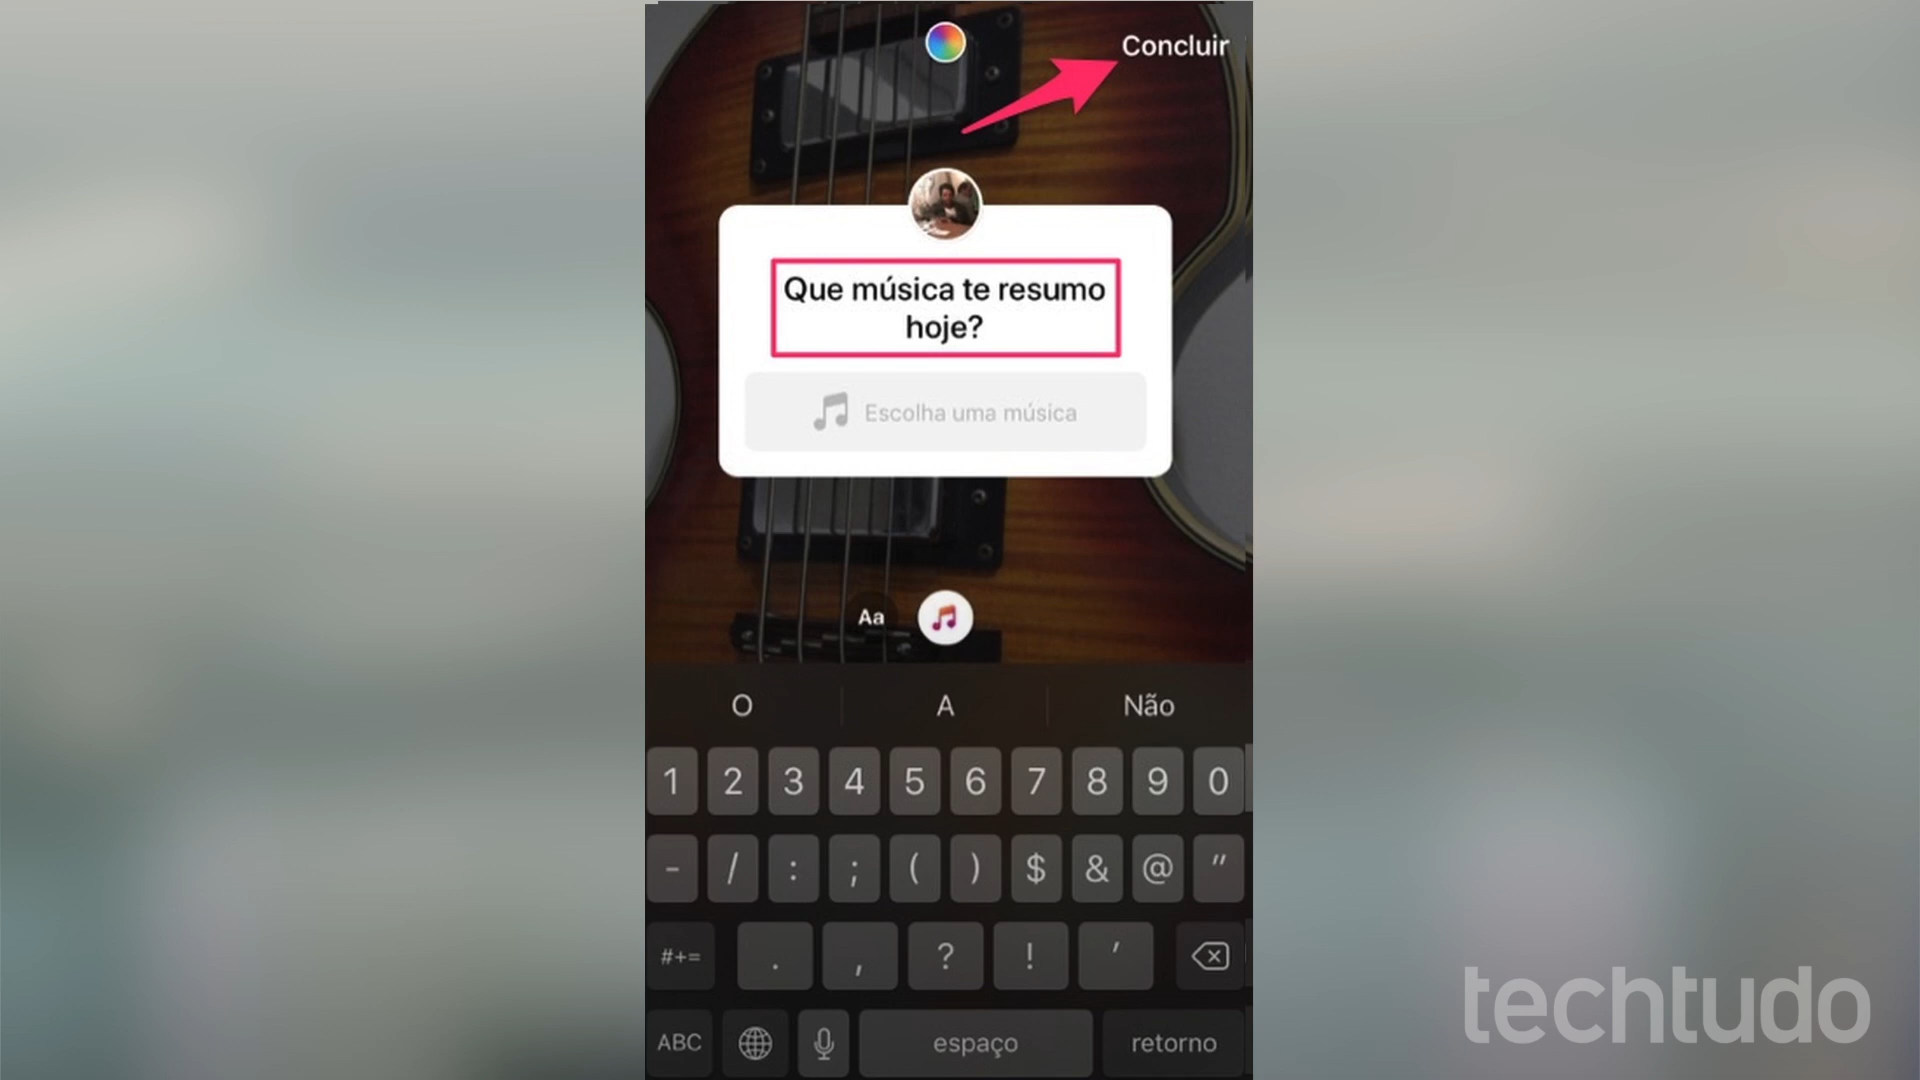 Concluir
Que música te resumo
hoje?
Escolha uma música
Aa
O A Não
1 2 3 4 5 6 7 8 9 0
- / : ; ( ) $ & @ "
#+= . , ? ! '
ABC espaço retorno
techtudo